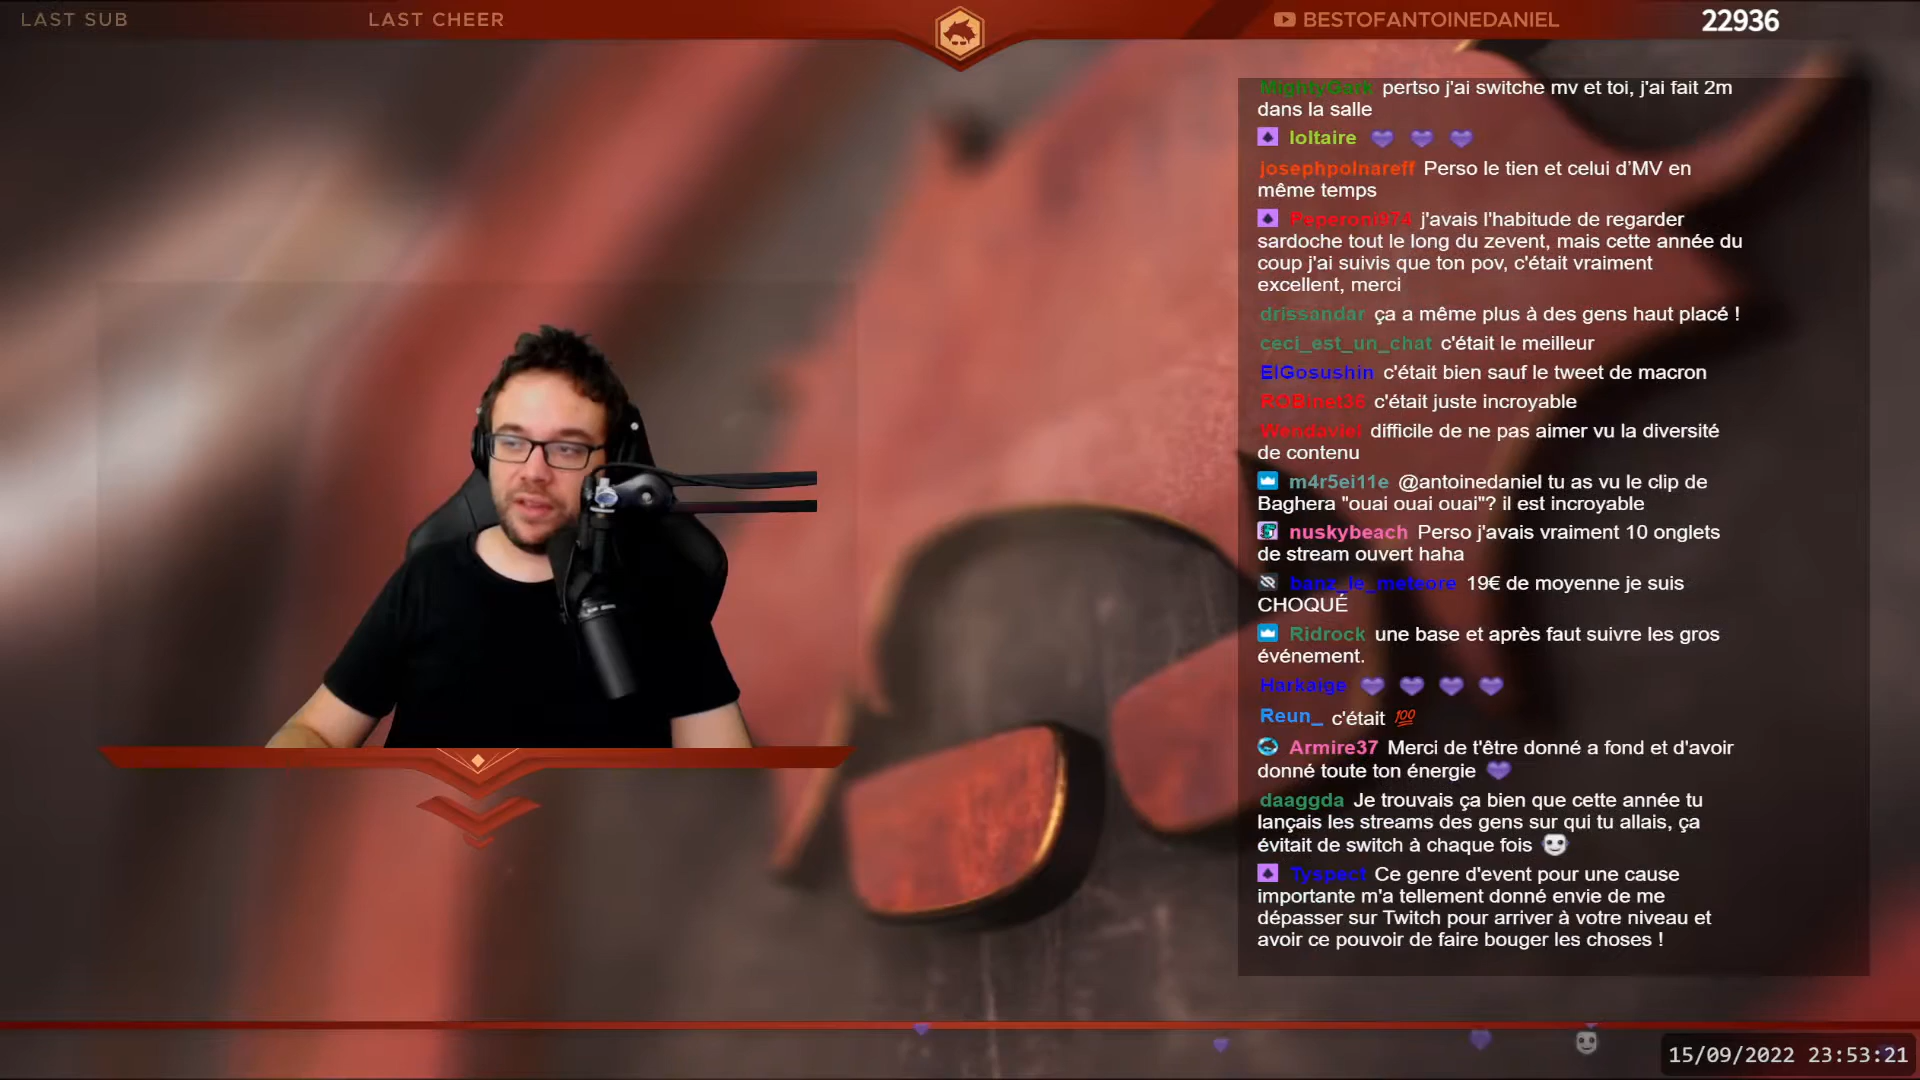 LAST SUB
LAST CHEER
BESTOFANTOINEDANIEL
22936
MightyGark pertso j'ai switche mv et toi, j'ai fait 2m
dans la salle
loltaire
josephpolnareff Perso le tien et celui d'MV en
même temps
Peperoni974 j'avais l'habitude de regarder
sardoche tout le long du zevent, mais cette année du
coup j'ai suivis que ton pov, c'était vraiment
excellent, merci
drissandar ça a même plus à des gens haut placé !
ceci_est_un_chat c'était le meilleur
ElGosushin c'était bien sauf le tweet de macron
ROBinet36 c'était juste incroyable
Wendaviel difficile de ne pas aimer vu la diversité
de contenu
m4r5ei11e @antoinedaniel tu as vu le clip de
Baghera "ouai ouai ouai"? il est incroyable
nuskybeach Perso j'avais vraiment 10 onglets
de stream ouvert haha
banz_le_meteore 19€ de moyenne je suis
CHOQUÉ
Ridrock une base et après faut suivre les gros
événement.
Harkaige
Reun_ c'était 💯
Armire37 Merci de t'être donné a fond et d'avoir
donné toute ton énergie
daaggda Je trouvais ça bien que cette année tu
lançais les streams des gens sur qui tu allais, ça
évitait de switch à chaque fois
Tyspect Ce genre d'event pour une cause
importante m'a tellement donné envie de me
dépasser sur Twitch pour arriver à votre niveau et
avoir ce pouvoir de faire bouger les choses !
15/09/2022 23:53:21